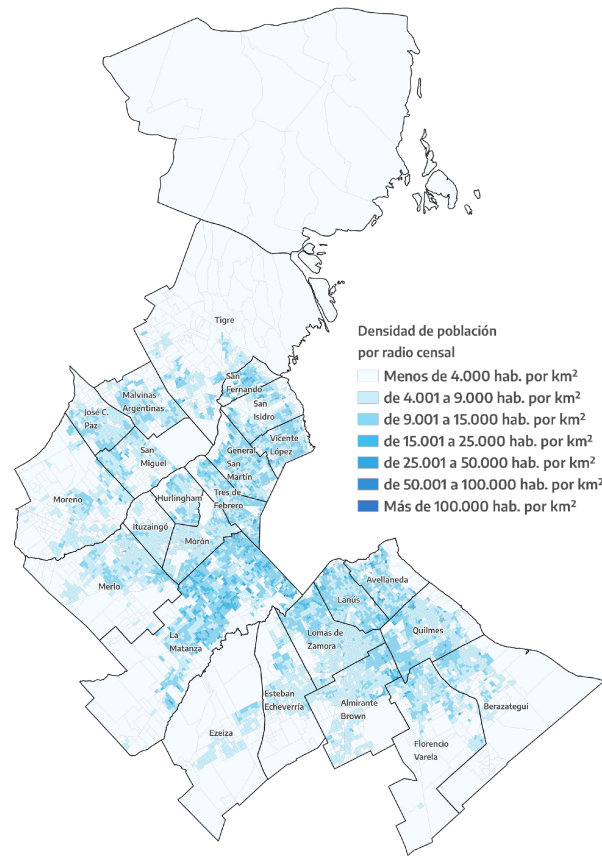 Tigre
Densidad de población
por radio censal
Menos de 4.000 hab. por km²
de 4.001 a 9.000 hab. por km²
de 9.001 a 15.000 hab. por km²
de 15.001 a 25.000 hab. por km²
de 25.001 a 50.000 hab. por km²
de 50.001 a 100.000 hab. por km²
Más de 100.000 hab. por km²
San
Fernando
Malvinas
Argentinas
José C.
Paz
San
Isidro
Vicente
López
San
Miguel
General
San
Martín
Hurlingham
Tres de
Febrero
Moreno
Ituzaingó
Morón
Merlo
La
Matanza
Avellaneda
Lanús
Quilmes
Lomas de
Zamora
Esteban
Echeverría
Almirante
Brown
Berazategui
Ezeiza
Florencio
Varela